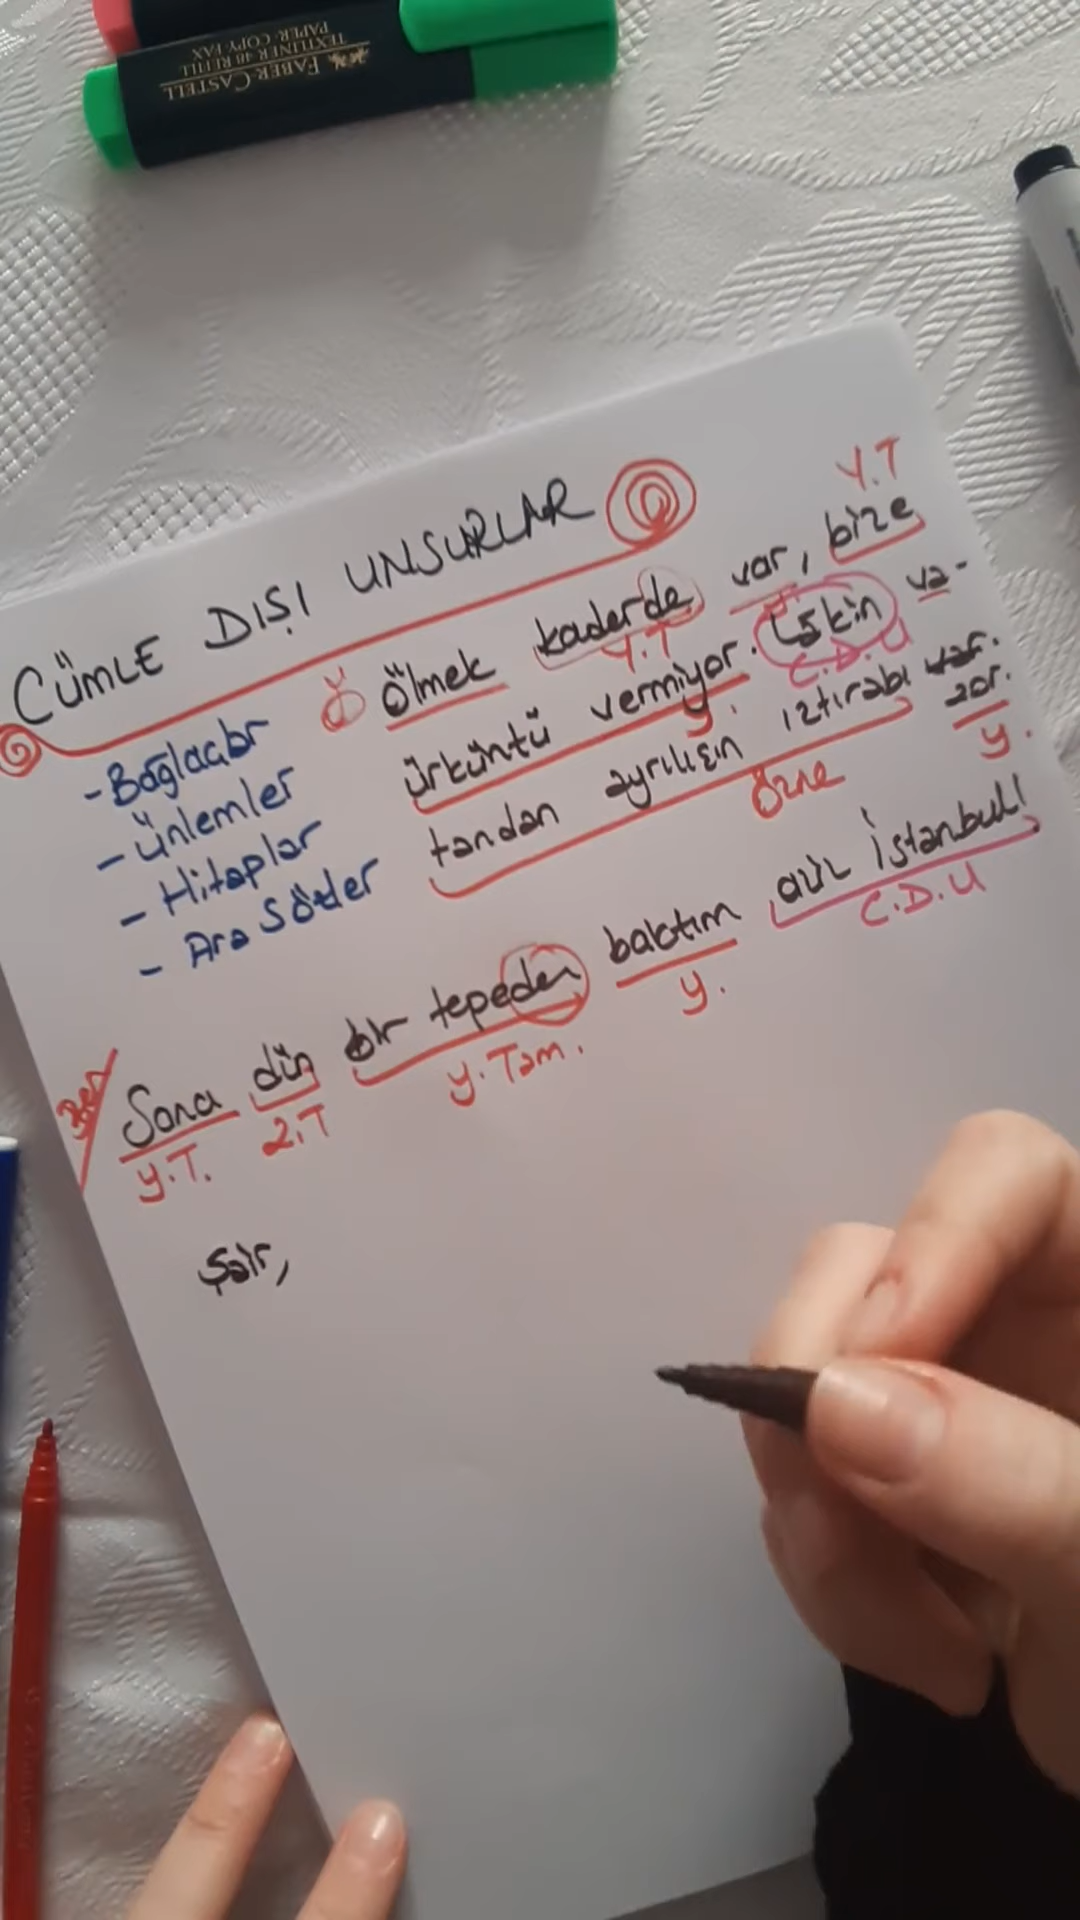 FABER-CASTELL
TEXTLINER 48 REFILL
PAPER COPY FAX
CÜMLE DIŞI UNSURLAR
- Bağlaçlar
- Ünlemler
- Hitaplar
- Ara Sözler
Y.T
Ö Ölmek kaderde var, bize
Y.T y
ürküntü vermiyor. Lakin va-
y. C.D.U
tandan ayrılışın ıztırabı var.
zor.
Özne y.
Ben
Sana dün bir tepeden baktım aziz İstanbul!
y.T. Z.T y.Tam. y. C.D.U
Şair,